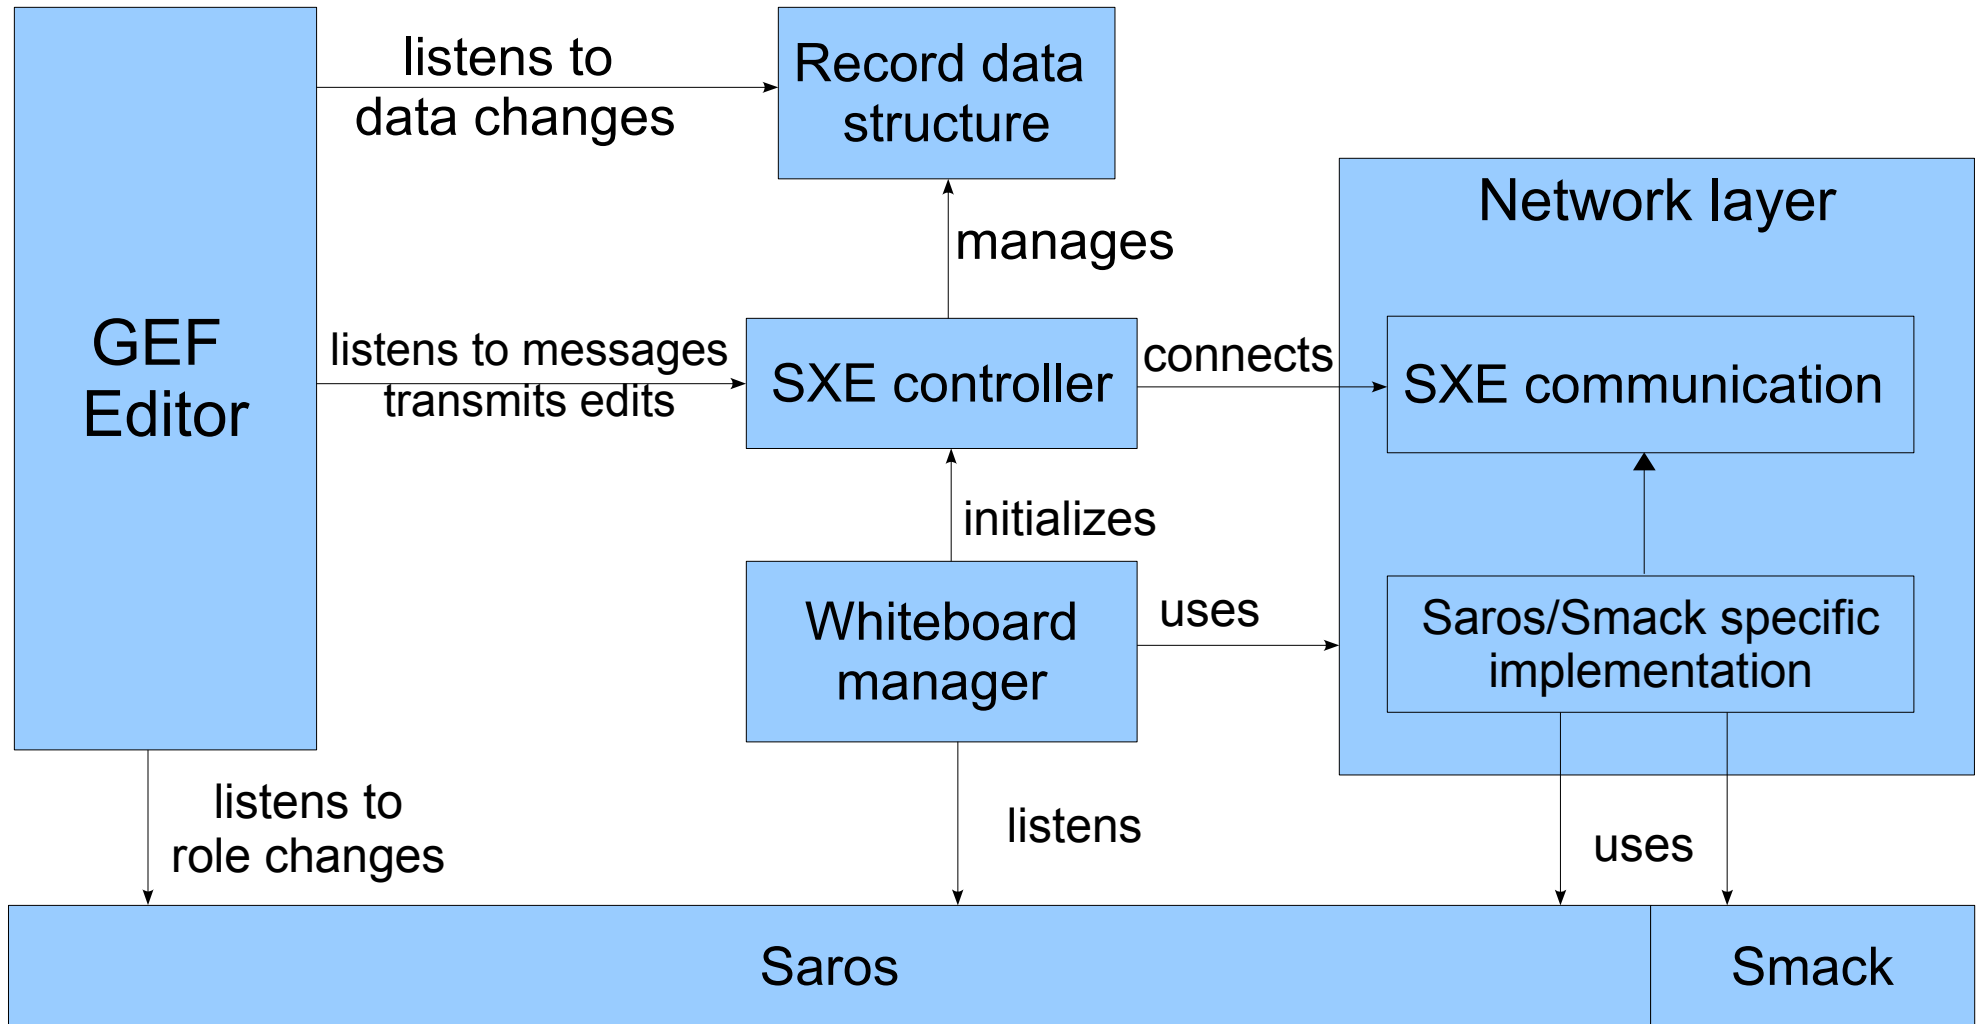 listens to
data changes
Record data
structure
Network layer
manages
GEF
Editor
listens to messages
transmits edits
SXE controller
connects
SXE communication
initializes
Whiteboard
manager
uses
Saros/Smack specific
implementation
listens to
role changes
listens
uses
Saros
Smack